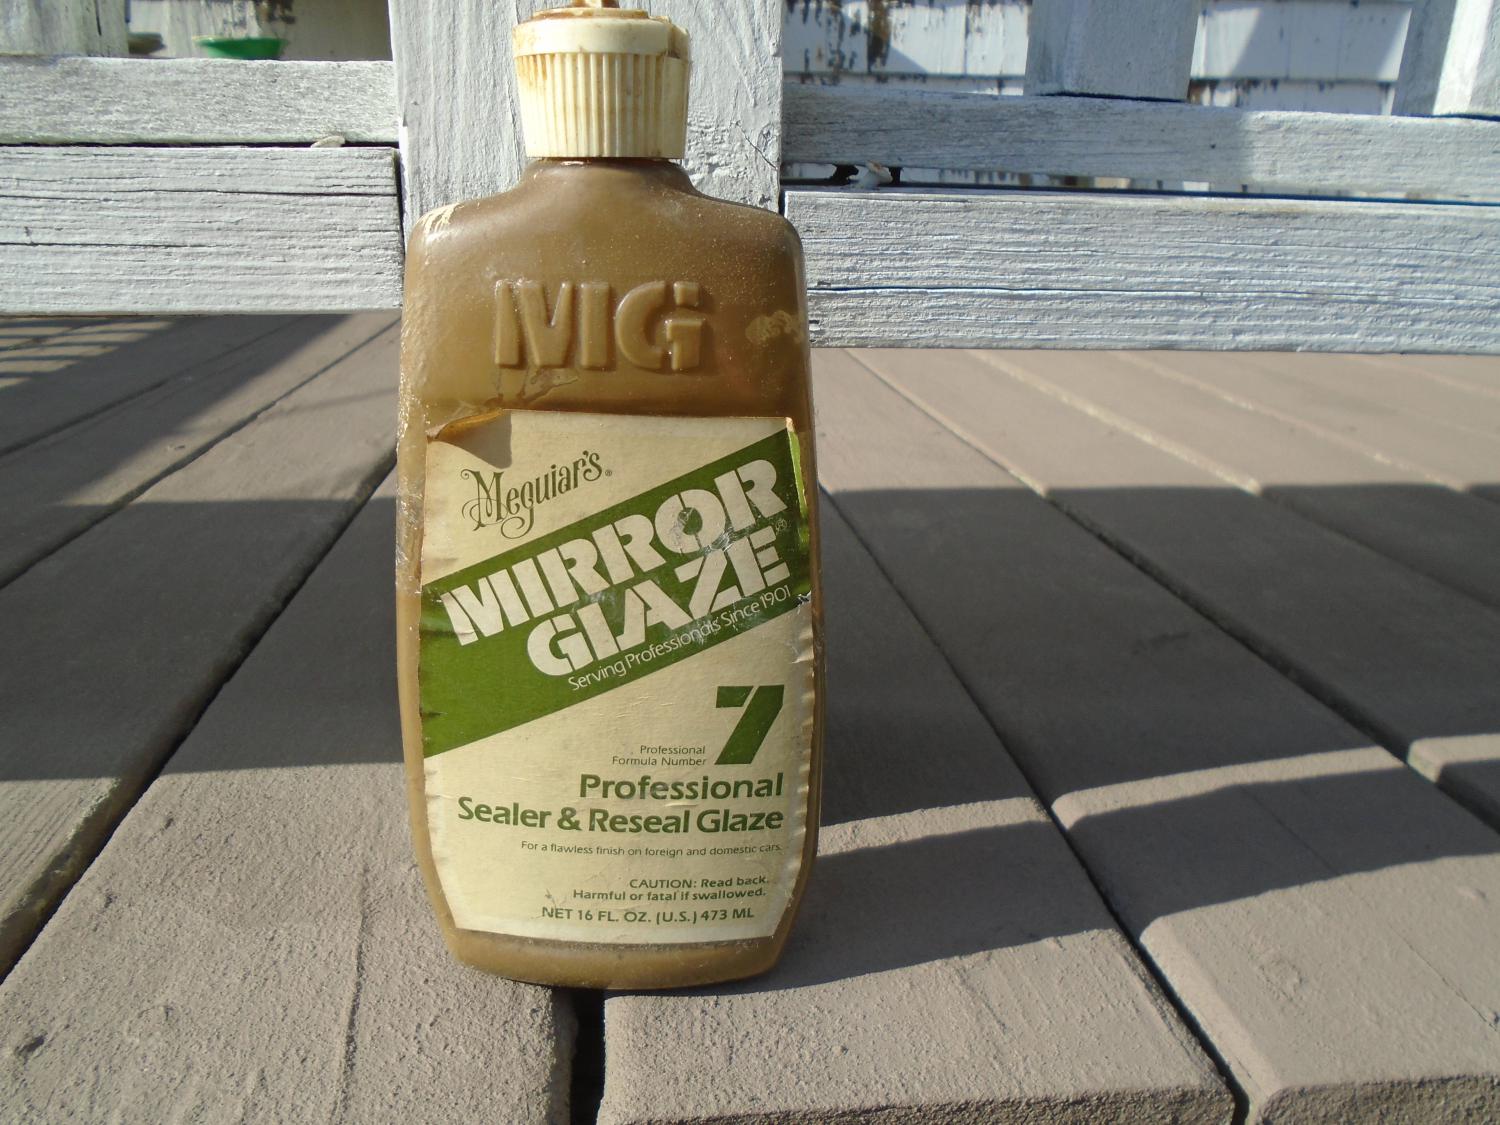 MG
Meguiar's®
MIRROR
GLAZE®
Serving Professionals Since 1901
7
Professional
Formula Number
Professional
Sealer & Reseal Glaze
For a flawless finish on foreign and domestic cars.
CAUTION: Read back.
Harmful or fatal if swallowed.
NET 16 FL. OZ. (U.S.) 473 ML